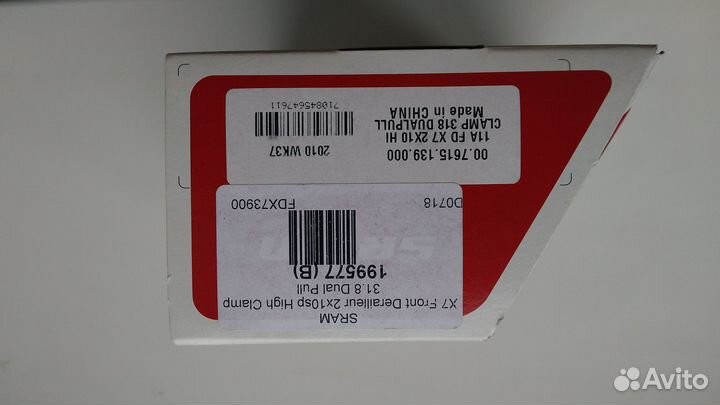 SRAM
X7 Front Derailleur 2x10sp High Clamp
31.8 Dual Pull
199577 (B)
SRAM
D0718
FDX73900
00.7615.139.000
11A FD X7 2X10 HI
CLAMP 318 DUALPULL
Made in CHINA
2010 WK37
710845647611
Avito